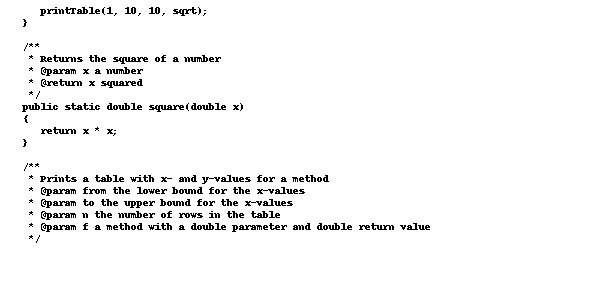 printTable(1, 10, 10, sqrt);
}
/**
* Returns the square of a number
* @param x a number
* @return x squared
*/
public static double square(double x)
{
return x * x;
}
/**
* Prints a table with x- and y-values for a method
* @param from the lower bound for the x-values
* @param to the upper bound for the x-values
* @param n the number of rows in the table
* @param f a method with a double parameter and double return value
*/